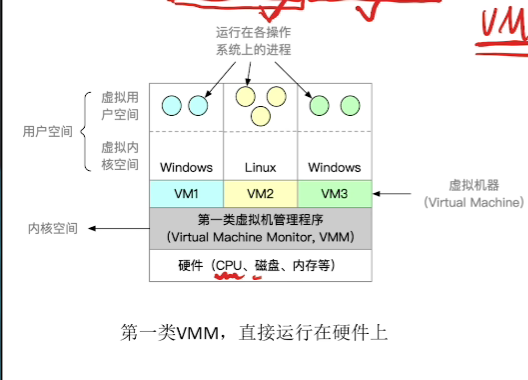 VM
运行在各操作
系统上的进程
虚拟用
户空间
用户空间
虚拟内
核空间
Windows
Linux
Windows
VM1
VM2
VM3
虚拟机器
(Virtual Machine)
第一类虚拟机管理程序
(Virtual Machine Monitor, VMM)
内核空间
硬件（CPU、磁盘、内存等）
第一类VMM，直接运行在硬件上